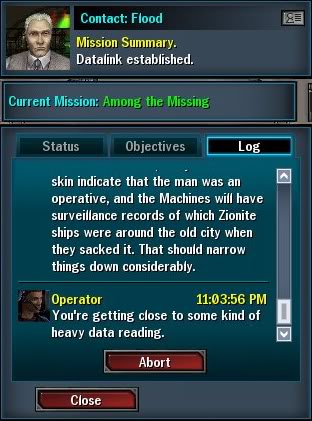 Contact: Flood
Mission Summary.
Datalink established.
Current Mission: Among the Missing
Status
Objectives
Log
skin indicate that the man was an
operative, and the Machines will have
surveillance records of which Zionite
ships were around the old city when
they sacked it. That should narrow
things down considerably.
Operator 11:03:56 PM
You're getting close to some kind of
heavy data reading.
Abort
Close